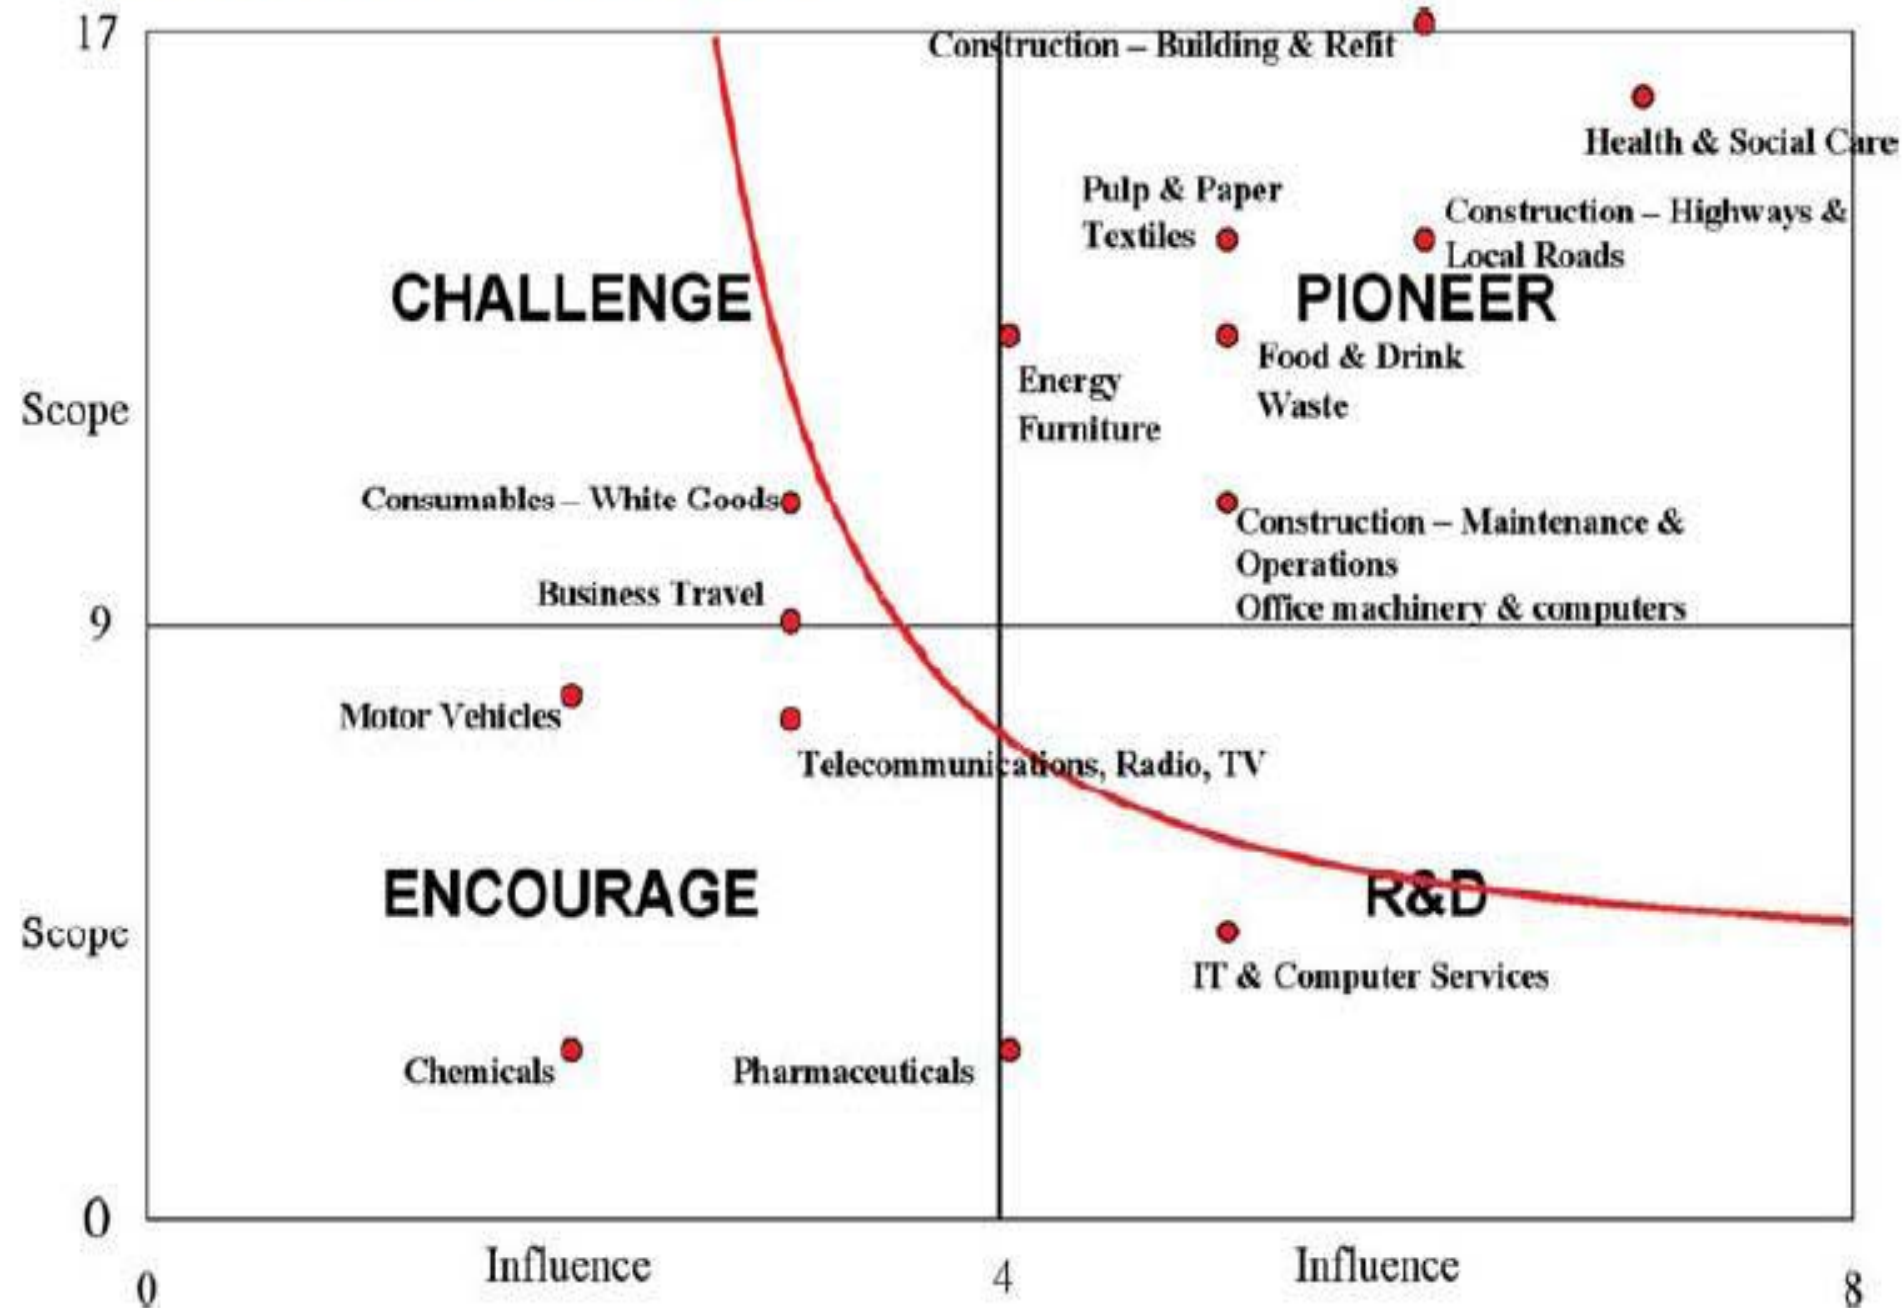 17
Construction – Building & Refit
Health & Social Care
Pulp & Paper
Textiles
Construction – Highways &
Local Roads
CHALLENGE
PIONEER
Food & Drink
Waste
Energy
Furniture
Scope
Consumables – White Goods
Construction – Maintenance &
Operations
Office machinery & computers
Business Travel
9
Motor Vehicles
Telecommunications, Radio, TV
ENCOURAGE
R&D
Scope
IT & Computer Services
Chemicals
Pharmaceuticals
0
Influence
Influence
0
4
8